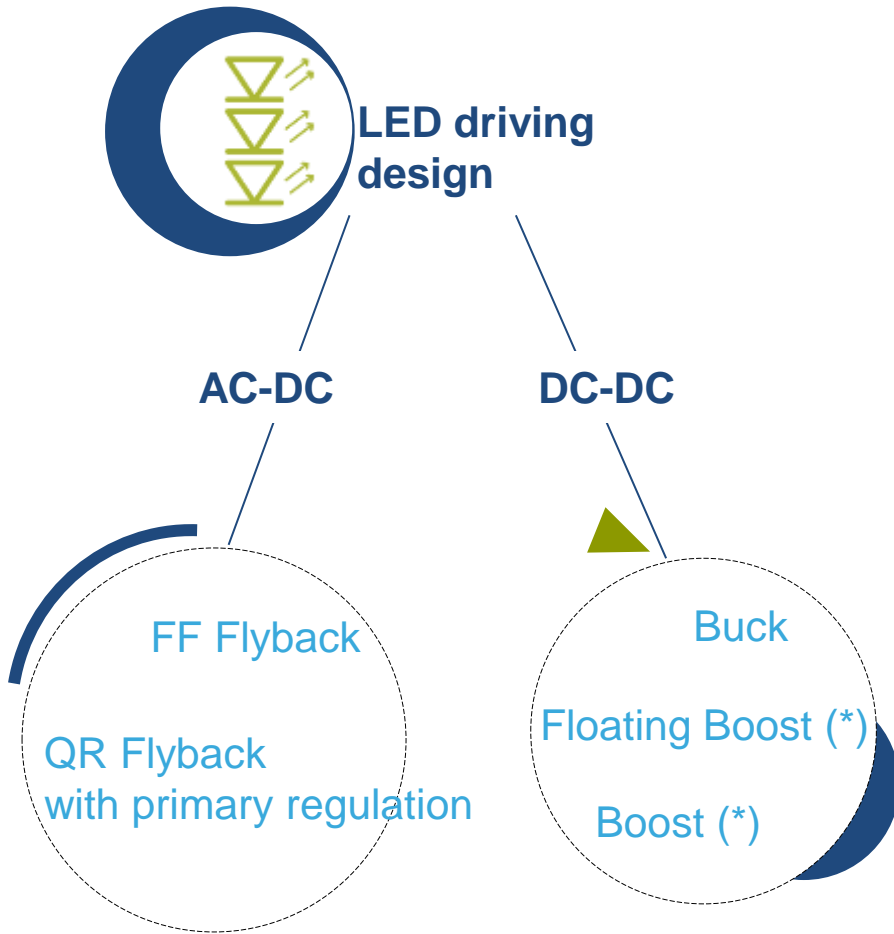 LED driving
design
AC-DC
DC-DC
FF Flyback
QR Flyback
with primary regulation
Buck
Floating Boost (*)
Boost (*)